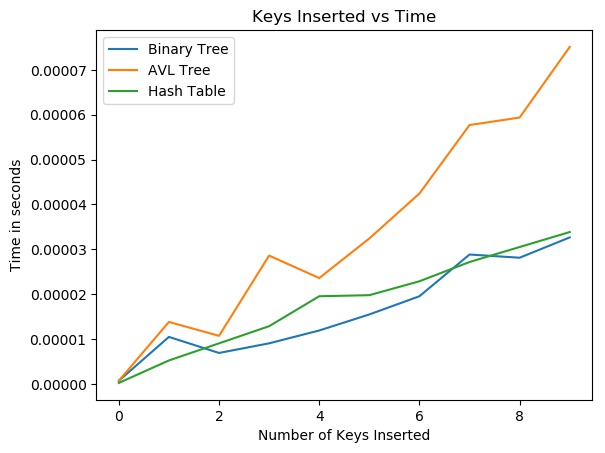 Keys Inserted vs Time
Binary Tree
AVL Tree
Hash Table
0.00007
0.00006
0.00005
0.00004
0.00003
0.00002
0.00001
0.00000
Time in seconds
0 2 4 6 8
Number of Keys Inserted